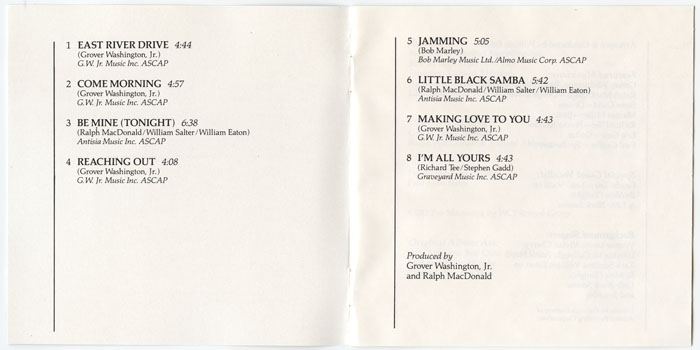 1 EAST RIVER DRIVE 4:44
(Grover Washington, Jr.)
G.W. Jr. Music Inc. ASCAP
2 COME MORNING 4:57
(Grover Washington, Jr.)
G.W. Jr. Music Inc. ASCAP
3 BE MINE (TONIGHT) 6:38
(Ralph MacDonald/William Salter/William Eaton)
Antisia Music Inc. ASCAP
4 REACHING OUT 4:08
(Grover Washington, Jr.)
G.W. Jr. Music Inc. ASCAP
5 JAMMING 5:05
(Bob Marley)
Bob Marley Music Ltd./Almo Music Corp. ASCAP
6 LITTLE BLACK SAMBA 5:42
(Ralph MacDonald/William Salter/William Eaton)
Antisia Music Inc. ASCAP
7 MAKING LOVE TO YOU 4:43
(Grover Washington, Jr.)
G.W. Jr. Music Inc. ASCAP
8 I'M ALL YOURS 4:43
(Richard Tee/Stephen Gadd)
Graveyard Music Inc. ASCAP
Produced by
Grover Washington, Jr.
and Ralph MacDonald